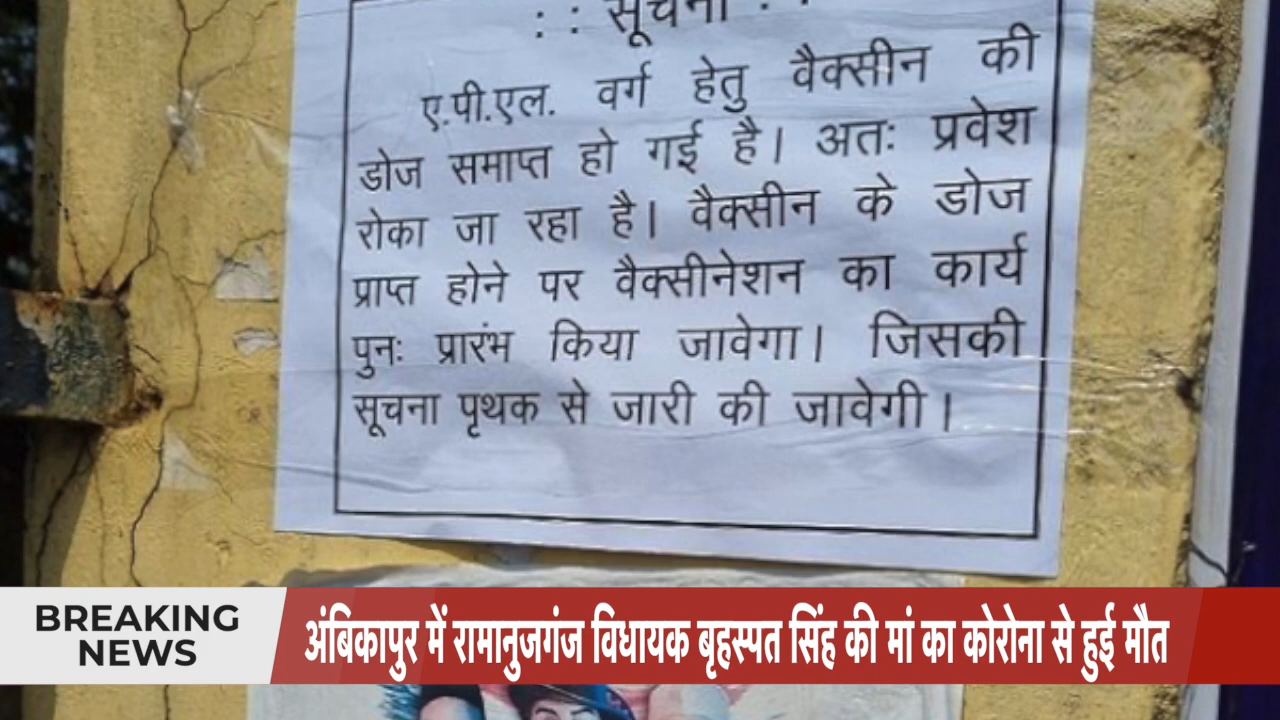 : : सूचना : :
ए.पी.एल. वर्ग हेतु वैक्सीन की
डोज समाप्त हो गई है। अतः प्रवेश
रोका जा रहा है। वैक्सीन के डोज
प्राप्त होने पर वैक्सीनेशन का कार्य
पुनः प्रारंभ किया जावेगा। जिसकी
सूचना पृथक से जारी की जावेगी।
BREAKING
NEWS
अंबिकापुर में रामानुजगंज विधायक बृहस्पत सिंह की मां का कोरोना से हुई मौत